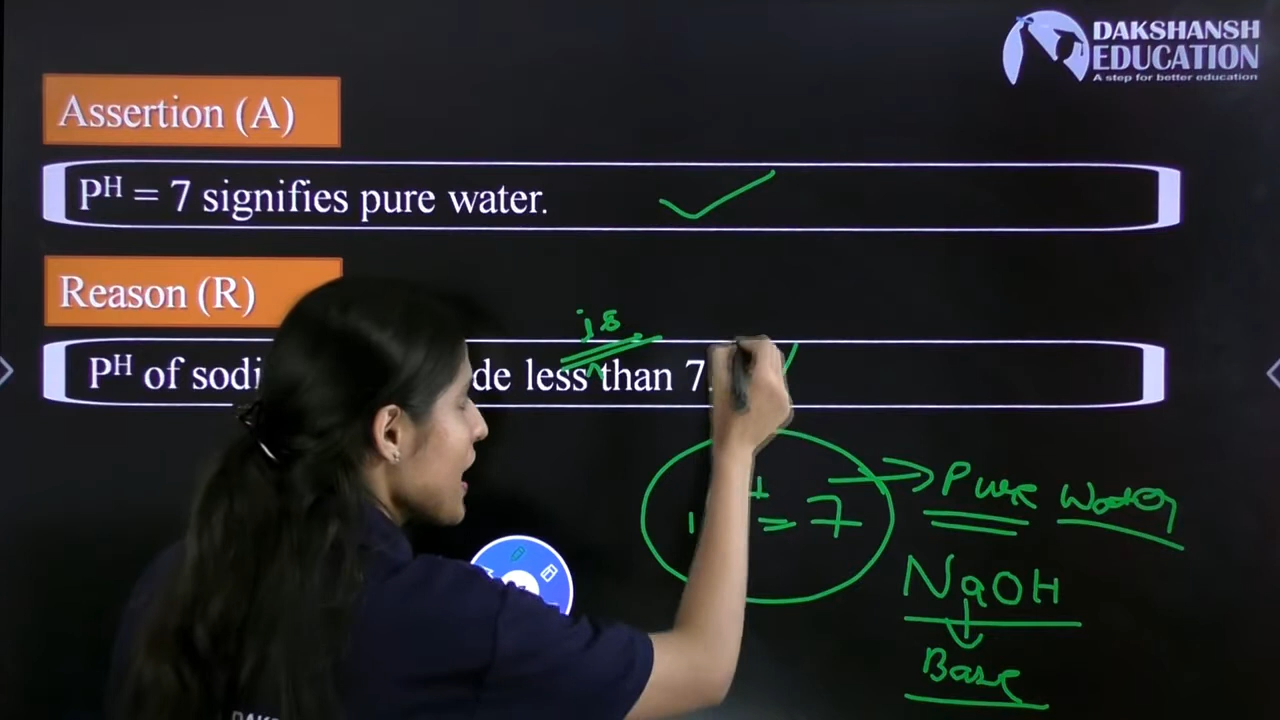 DAKSHANSH
EDUCATION
A step for better education
Assertion (A)
Pᴴ = 7 signifies pure water.
Reason (R)
is
Pᴴ of sodi de less than 7.
= 7 → Pure Water
NaOH
Base